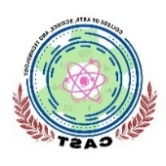 COLLEGE OF ARTS, SCIENCE, AND TECHNOLOGY
CAST